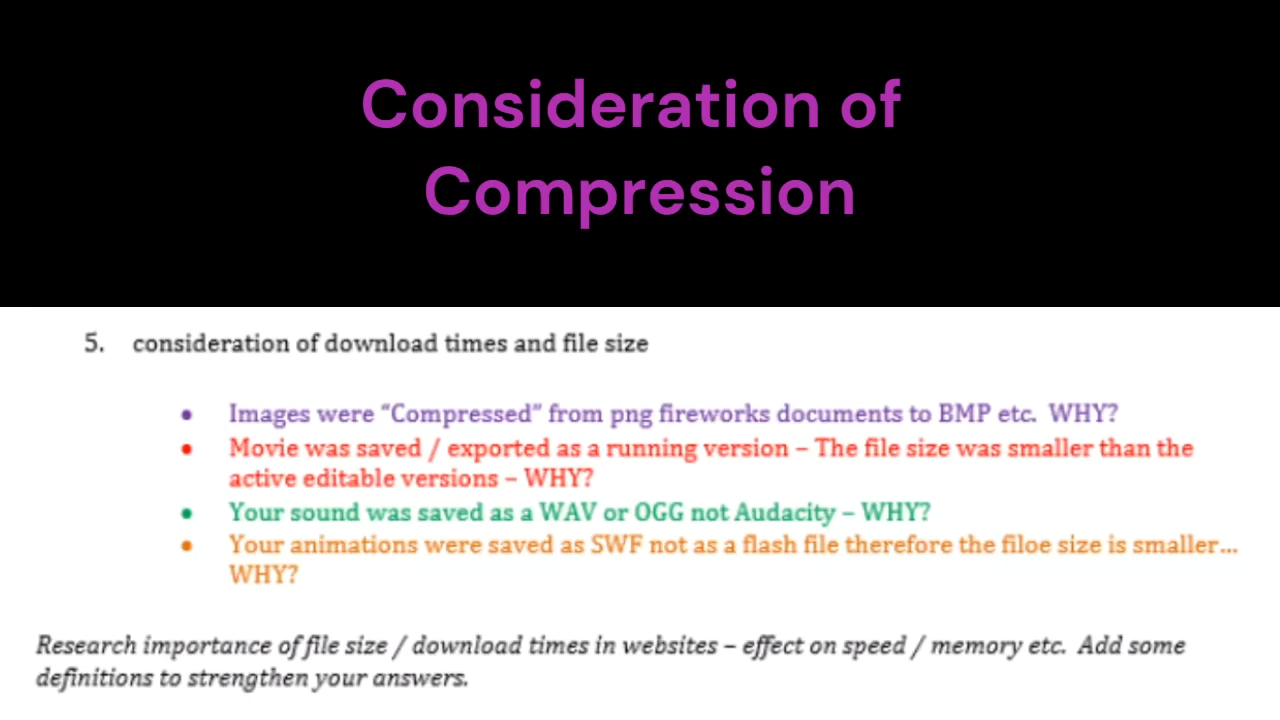 Consideration of
Compression
5. consideration of download times and file size
• Images were “Compressed” from png fireworks documents to BMP etc. WHY?
• Movie was saved / exported as a running version – The file size was smaller than the
active editable versions – WHY?
• Your sound was saved as a WAV or OGG not Audacity – WHY?
• Your animations were saved as SWF not as a flash file therefore the filoe size is smaller...
WHY?
Research importance of file size / download times in websites – effect on speed / memory etc. Add some
definitions to strengthen your answers.